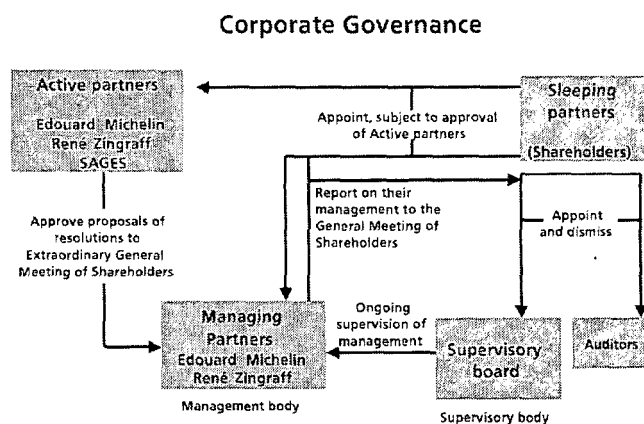 Corporate Governance
Active partners
Edouard Michelin
René Zingraff
SAGES
Sleeping
partners
(Shareholders)
Appoint, subject to approval
of Active partners
Report on their
management to the
General Meeting of
Shareholders
Appoint
and dismiss
Approve proposals of
resolutions to
Extraordinary General
Meeting of Shareholders
Managing
Partners
Edouard Michelin
René Zingraff
Ongoing
supervision of
management
Supervisory
board
Auditors
Management body
Supervisory body